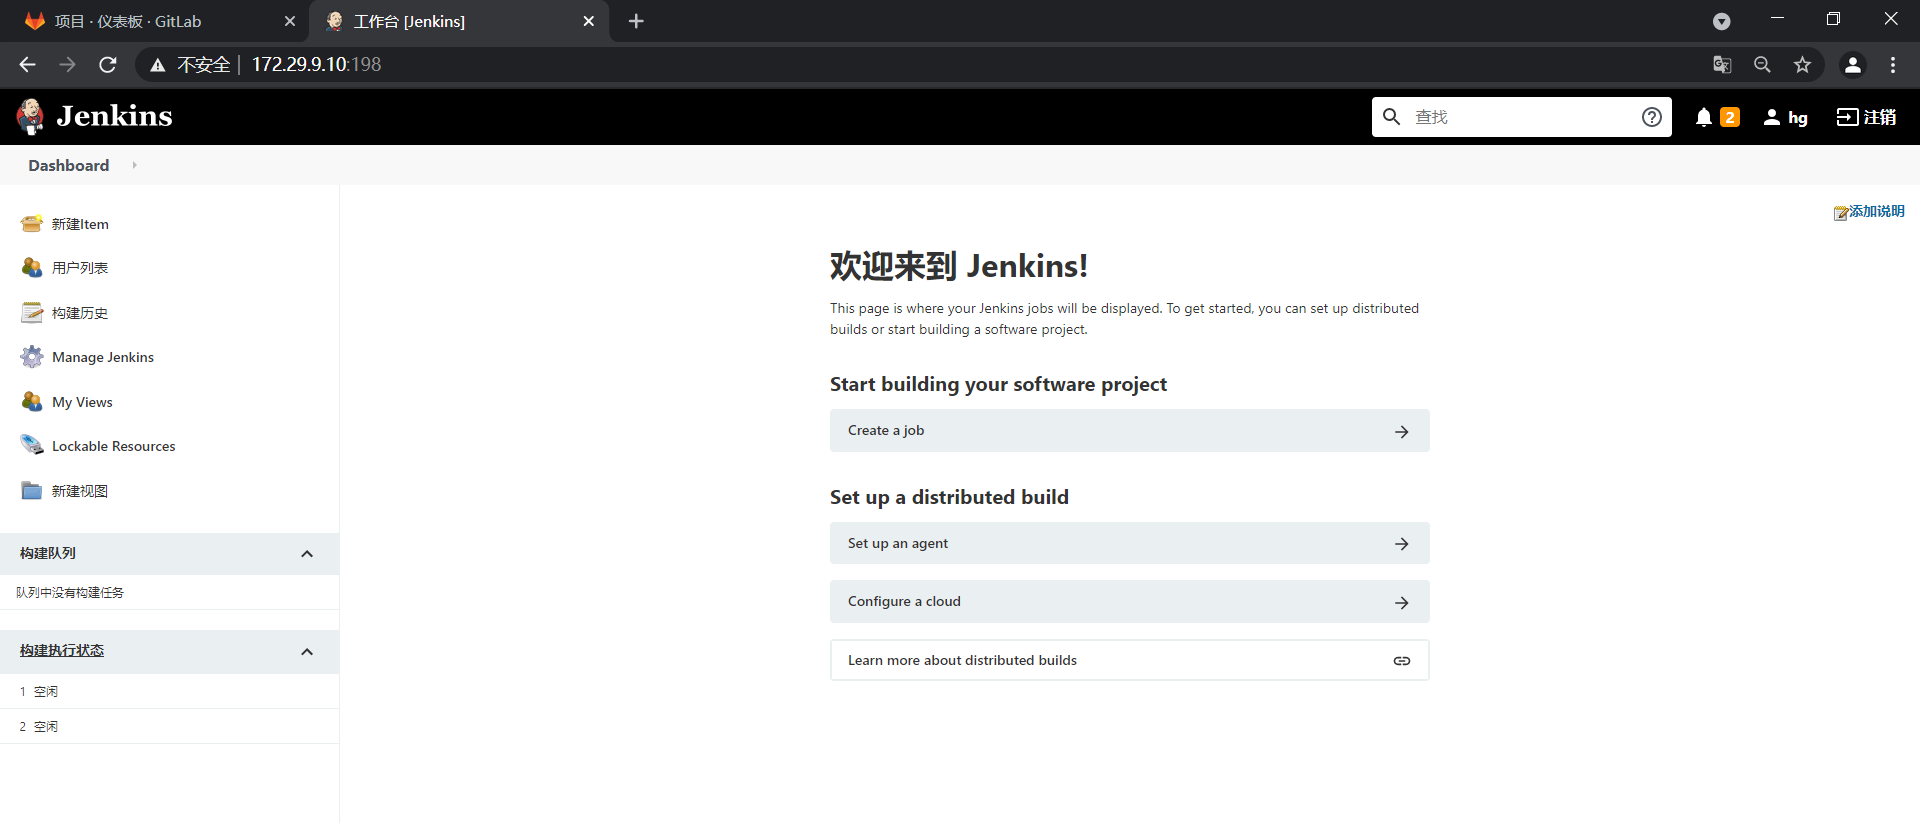 项目 · 仪表板 · GitLab
工作台 [Jenkins]
不安全 | 172.29.9.10:198
Jenkins
查找
2
hg
注销
Dashboard
添加说明
新建Item
用户列表
构建历史
Manage Jenkins
My Views
Lockable Resources
新建视图
构建队列
队列中没有构建任务
构建执行状态
1 空闲
2 空闲
欢迎来到 Jenkins!
This page is where your Jenkins jobs will be displayed. To get started, you can set up distributed
builds or start building a software project.
Start building your software project
Create a job
Set up a distributed build
Set up an agent
Configure a cloud
Learn more about distributed builds